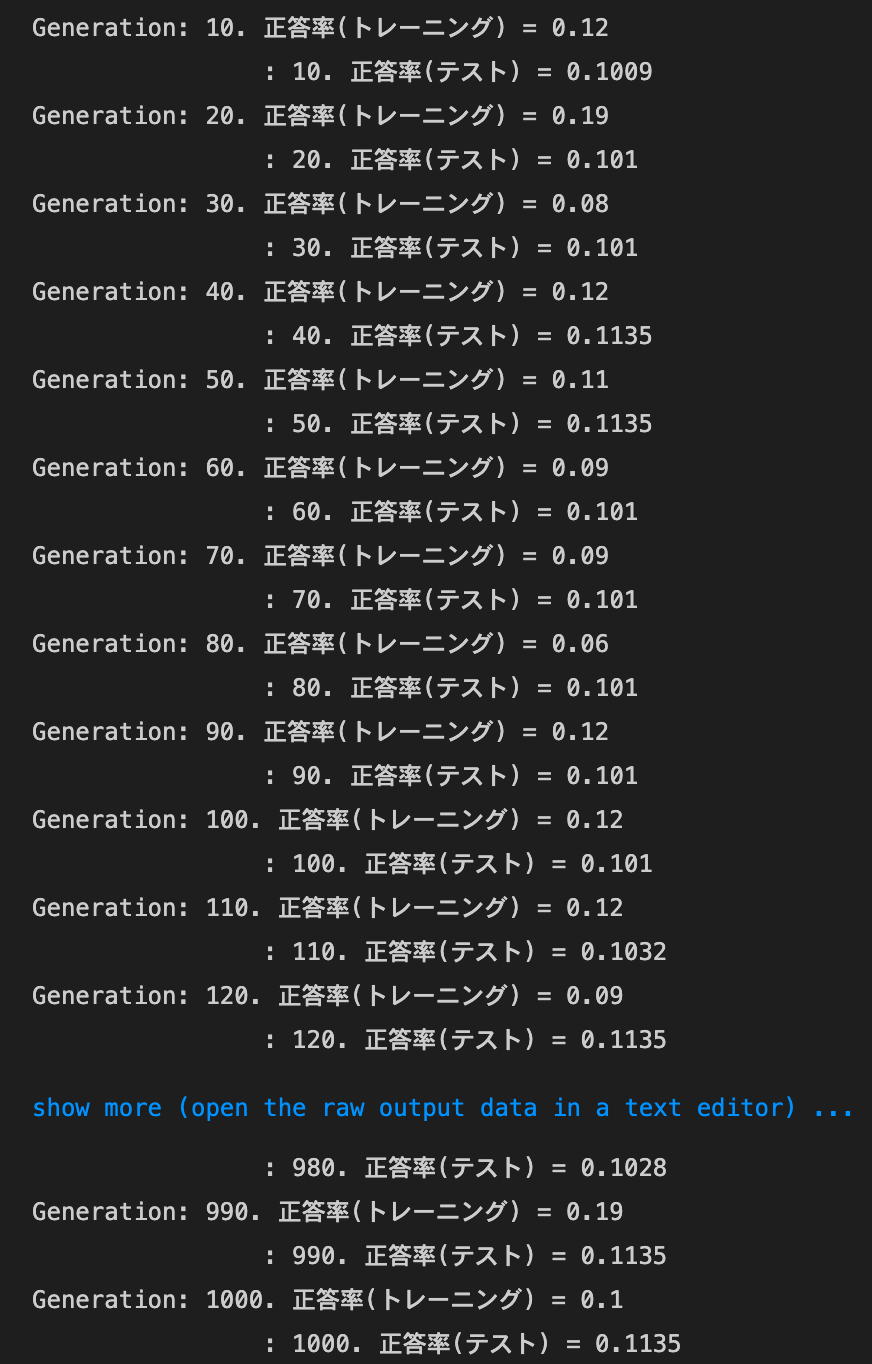 Generation: 10. 正答率(トレーニング) = 0.12
: 10. 正答率(テスト) = 0.1009
Generation: 20. 正答率(トレーニング) = 0.19
: 20. 正答率(テスト) = 0.101
Generation: 30. 正答率(トレーニング) = 0.08
: 30. 正答率(テスト) = 0.101
Generation: 40. 正答率(トレーニング) = 0.12
: 40. 正答率(テスト) = 0.1135
Generation: 50. 正答率(トレーニング) = 0.11
: 50. 正答率(テスト) = 0.1135
Generation: 60. 正答率(トレーニング) = 0.09
: 60. 正答率(テスト) = 0.101
Generation: 70. 正答率(トレーニング) = 0.09
: 70. 正答率(テスト) = 0.101
Generation: 80. 正答率(トレーニング) = 0.06
: 80. 正答率(テスト) = 0.101
Generation: 90. 正答率(トレーニング) = 0.12
: 90. 正答率(テスト) = 0.101
Generation: 100. 正答率(トレーニング) = 0.12
: 100. 正答率(テスト) = 0.101
Generation: 110. 正答率(トレーニング) = 0.12
: 110. 正答率(テスト) = 0.1032
Generation: 120. 正答率(トレーニング) = 0.09
: 120. 正答率(テスト) = 0.1135
show more (open the raw output data in a text editor) ...
: 980. 正答率(テスト) = 0.1028
Generation: 990. 正答率(トレーニング) = 0.19
: 990. 正答率(テスト) = 0.1135
Generation: 1000. 正答率(トレーニング) = 0.1
: 1000. 正答率(テスト) = 0.1135